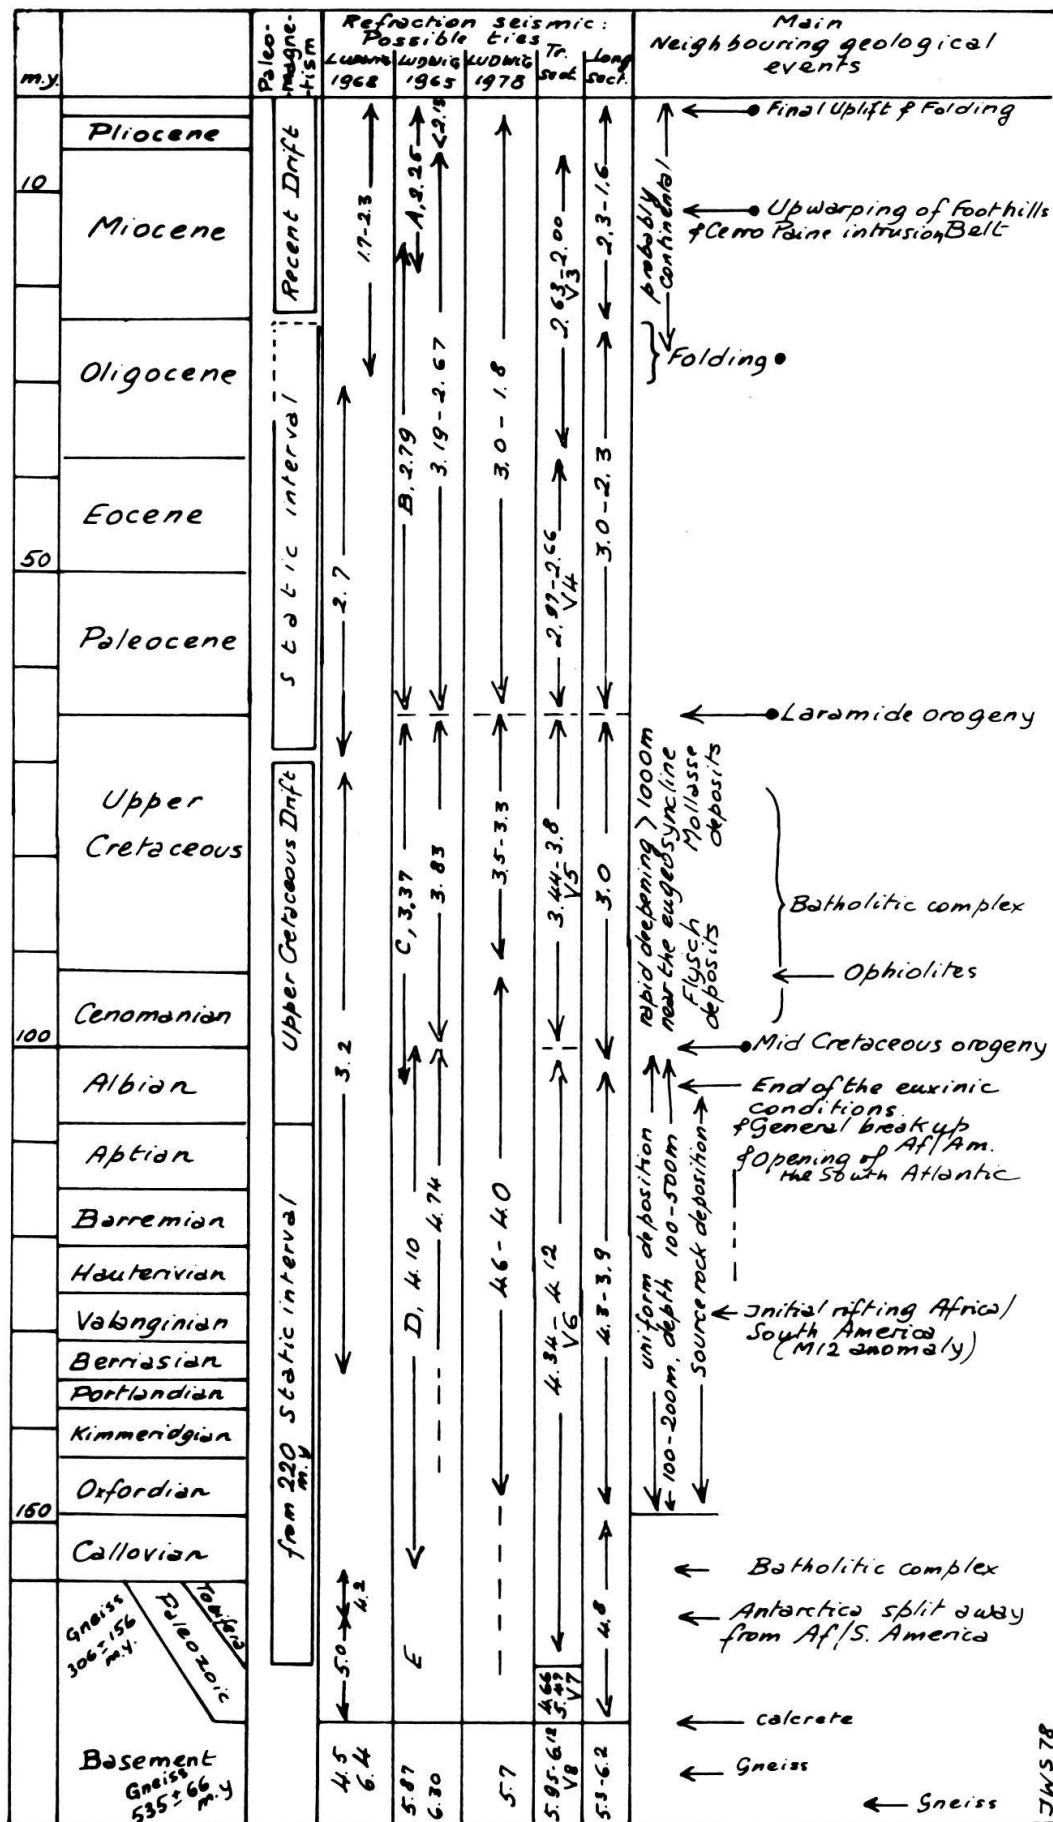 m.y.
Paleo-
-magne-
-tism
Refraction seismic:
Possible ties
LUDWIG
1968
LUDWIG
1965
LUDWIG
1978
Tr.
sect.
Long
sect.
Main
Neighbouring geological
events
10
50
100
150
Pliocene
Miocene
Oligocene
Eocene
Paleocene
Upper
Cretaceous
Cenomanian
Albian
Aptian
Barremian
Hauterivian
Valanginian
Berriasian
Portlandian
Kimmeridgian
Oxfordian
Callovian
Tobifera
Paleozoic
Gneiss
306±156
m.y.
Basement
Gneiss
535±66
m.y
Recent Drift
Static interval
Upper Cretaceous Drift
from 220 static interval
m.y
1.7-2.3
2.7
3.2
4.2
5.0
4.5
6.4
A, 2.25
B, 2.79
C, 3.37
D, 4.10
E
5.87
<2.15
3.19-2.67
3.83
4.74
6.30
3.0-1.8
3.5-3.3
4.6-4.0
5.7
2.63-2.00
V3
2.97-2.66
V4
3.44-3.8
V5
4.34-4.12
V6
4.66
5.49
V7
5.95-6.12
V8
2.3-1.6
3.0-2.3
3.0
4.3-3.9
4.8
5.3-6.2
probably
continental
Final Uplift & Folding
Upwarping of Foothills
& Cerro Paine intrusion Belt
Folding
Laramide orogeny
rapid deepening >1000m
near the eugeosyncline
Flysch
deposits
Mollasse
deposits
Batholitic complex
Ophiolites
Mid Cretaceous orogeny
End of the euxinic
conditions
& General breakup
Af/Am.
& Opening of
the South Atlantic
uniform deposition
100-200m, depth 100-500m
source rock deposition
Initial rifting Africa/
South America
(M12 anomaly)
Batholitic complex
Antarctica split away
from Af/S. America
calcrete
Gneiss
Gneiss
JWS 78